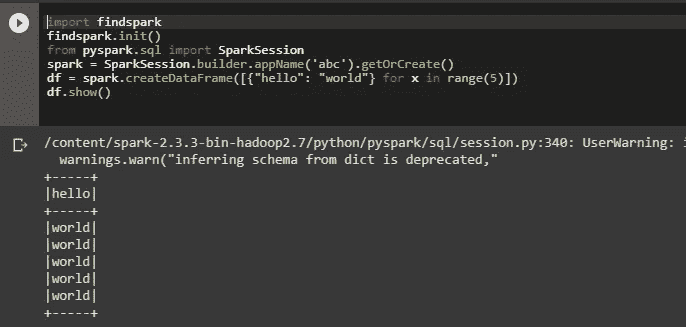 import findspark
findspark.init()
from pyspark.sql import SparkSession
spark = SparkSession.builder.appName('abc').getOrCreate()
df = spark.createDataFrame([{"hello": "world"} for x in range(5)])
df.show()
/content/spark-2.3.3-bin-hadoop2.7/python/pyspark/sql/session.py:340: UserWarning:
warnings.warn("inferring schema from dict is deprecated,"
+-----+
|hello|
+-----+
|world|
|world|
|world|
|world|
|world|
+-----+